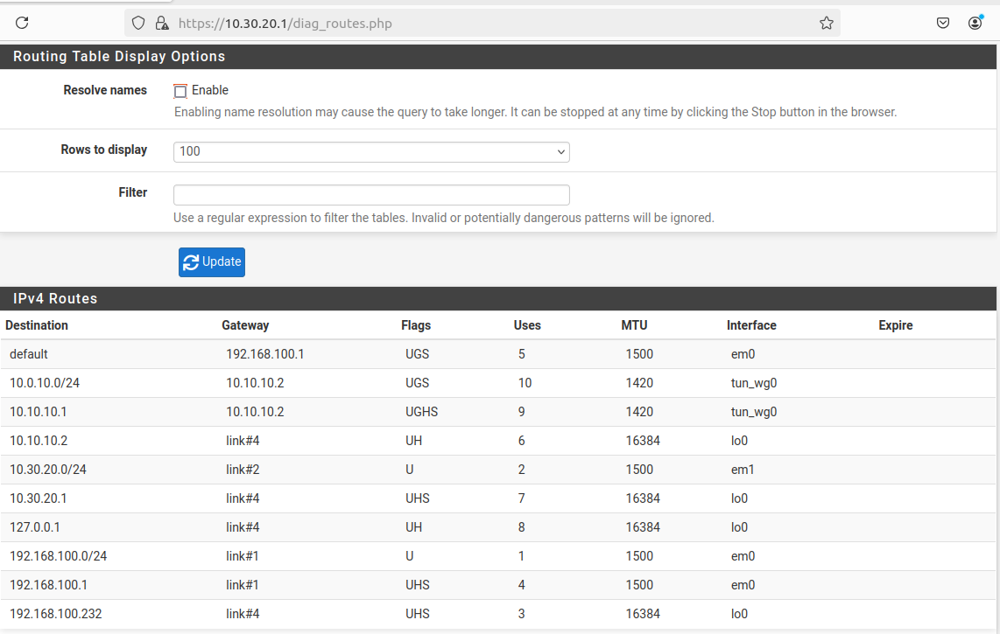 https://10.30.20.1/diag_routes.php
Routing Table Display Options
Resolve names Enable
Enabling name resolution may cause the query to take longer. It can be stopped at any time by clicking the Stop button in the browser.
Rows to display 100
Filter
Use a regular expression to filter the tables. Invalid or potentially dangerous patterns will be ignored.
Update
IPv4 Routes
Destination Gateway Flags Uses MTU Interface Expire
default 192.168.100.1 UGS 5 1500 em0
10.0.10.0/24 10.10.10.2 UGS 10 1420 tun_wg0
10.10.10.1 10.10.10.2 UGHS 9 1420 tun_wg0
10.10.10.2 link#4 UH 6 16384 lo0
10.30.20.0/24 link#2 U 2 1500 em1
10.30.20.1 link#4 UHS 7 16384 lo0
127.0.0.1 link#4 UH 8 16384 lo0
192.168.100.0/24 link#1 U 1 1500 em0
192.168.100.1 link#1 UHS 4 1500 em0
192.168.100.232 link#4 UHS 3 16384 lo0